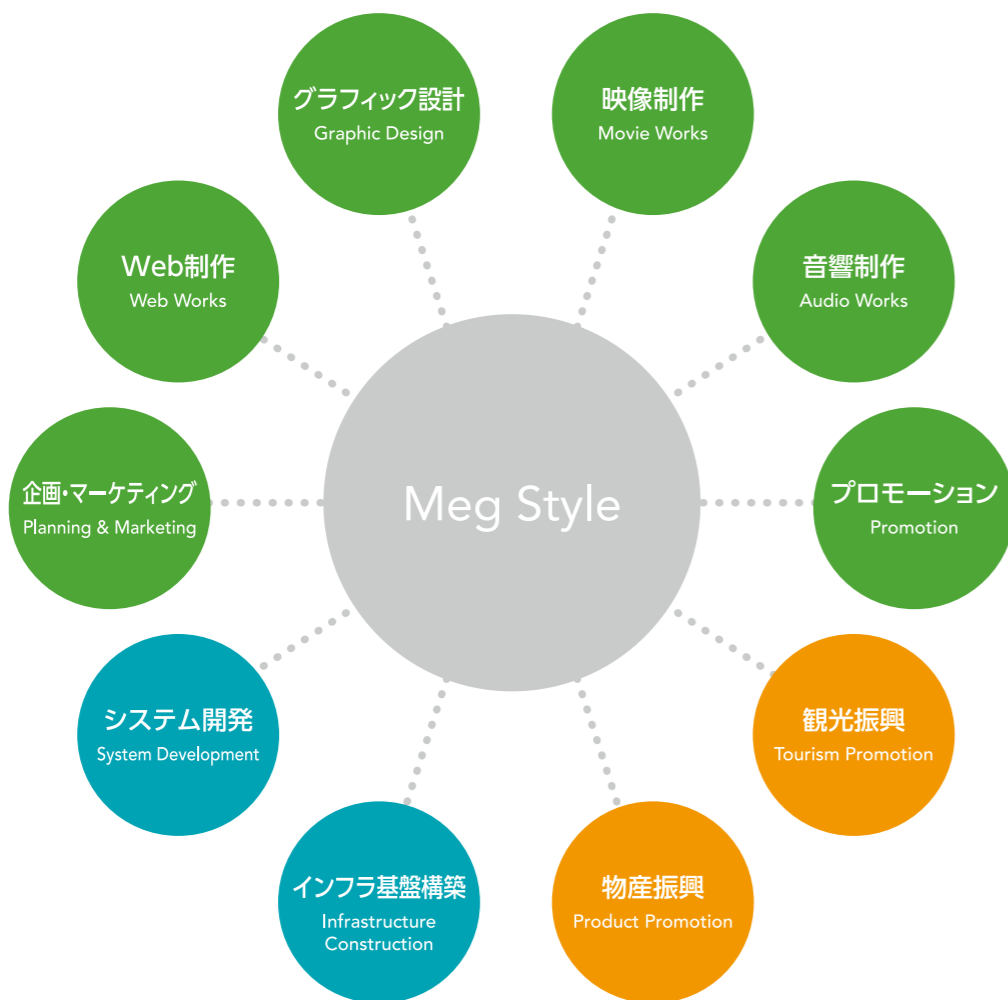 グラフィック設計
Graphic Design
映像制作
Movie Works
Web制作
Web Works
音響制作
Audio Works
企画・マーケティング
Planning & Marketing
Meg Style
プロモーション
Promotion
システム開発
System Development
観光振興
Tourism Promotion
インフラ基盤構築
Infrastructure
Construction
物産振興
Product Promotion